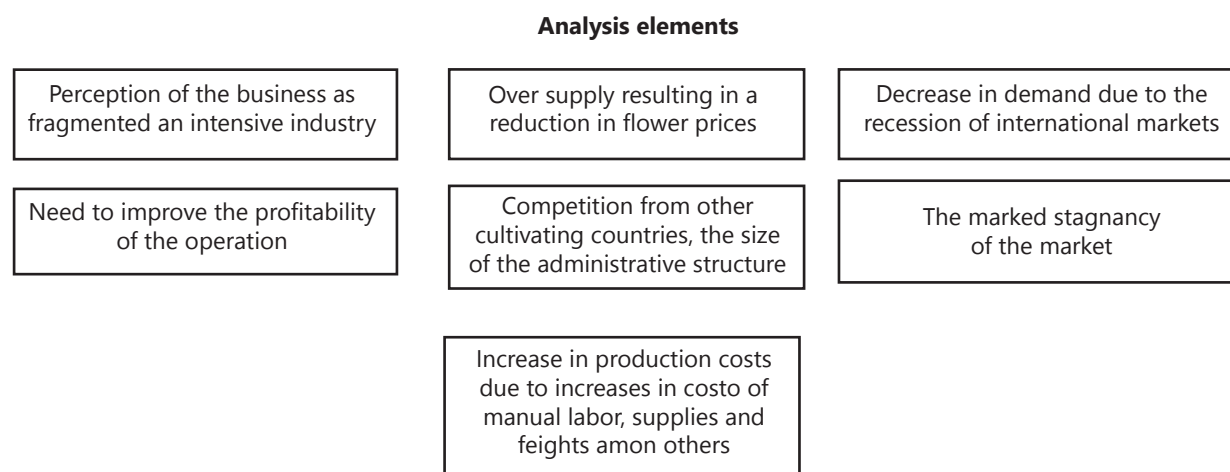 Analysis elements
Perception of the business as
fragmented an intensive industry
Over supply resulting in a
reduction in flower prices
Decrease in demand due to the
recession of international markets
Need to improve the profitability
of the operation
Competition from other
cultivating countries, the size
of the administrative structure
The marked stagnancy
of the market
Increase in production costs
due to increases in costo of
manual labor, supplies and
feights amon others